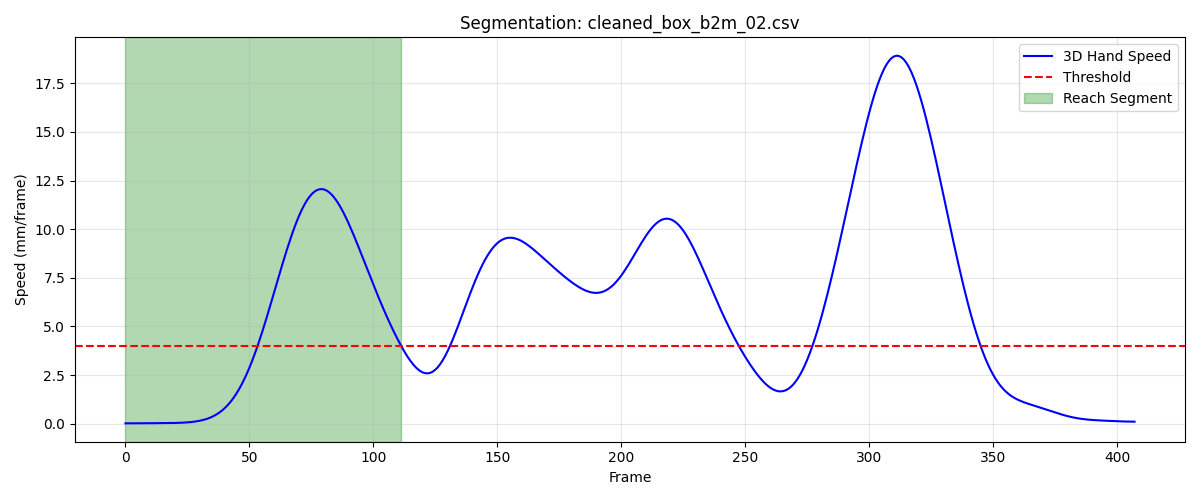 Segmentation: cleaned_box_b2m_02.csv
3D Hand Speed
Threshold
Reach Segment
Speed (mm/frame)
17.5
15.0
12.5
10.0
7.5
5.0
2.5
0.0
0 50 100 150 200 250 300 350 400
Frame